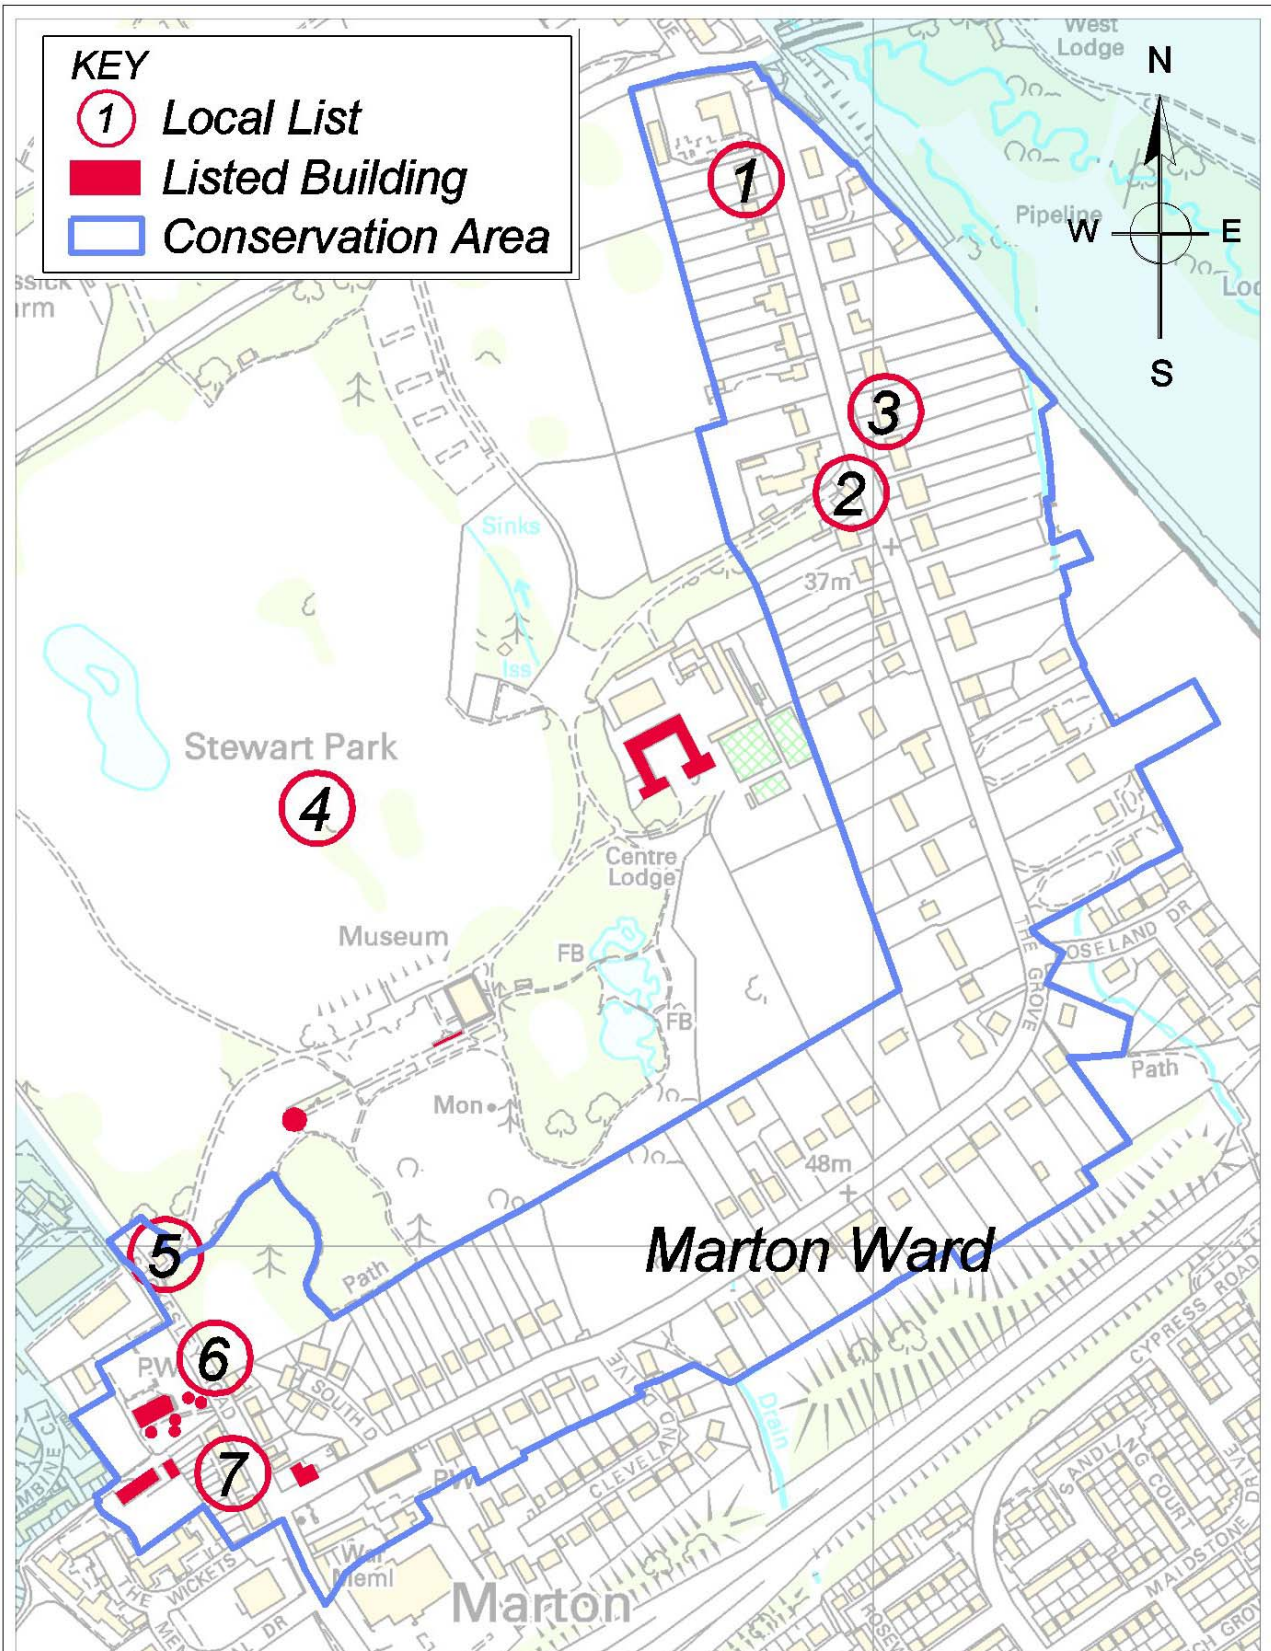 KEY
1 Local List
Listed Building
Conservation Area
West
Lodge
N
W E
S
Pipeline
1
3
2
37m
Sinks
Iss
Stewart Park
4
Centre
Lodge
Museum
FB
FB
Mon
ROSELAND DR
THE GROVE
Path
48m
5
Marton Ward
Path
6
PW
ROAD
SOUTH D
7
PW
CLEVELAND
Drain
CYPRESS ROAD
SANDLING
COURT
MAIDSTONE DRIVE
THE WICKETS
War
Meml
DR
Marton